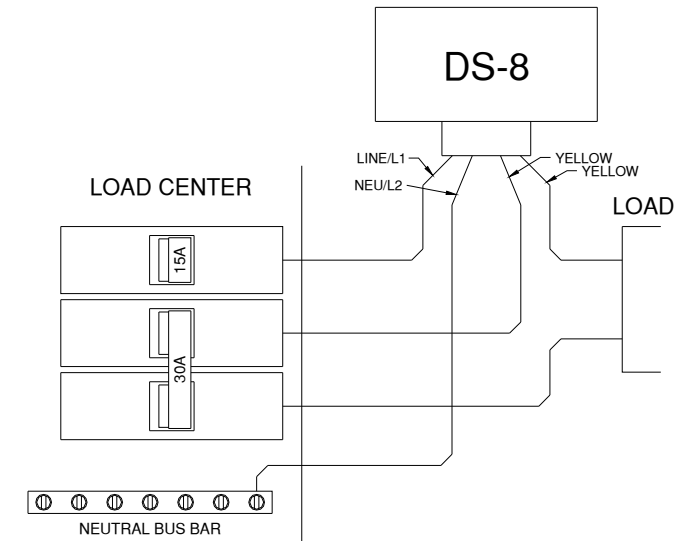 DS-8
LINE/L1
YELLOW
YELLOW
NEU/L2
LOAD CENTER
LOAD
15A
30A
NEUTRAL BUS BAR